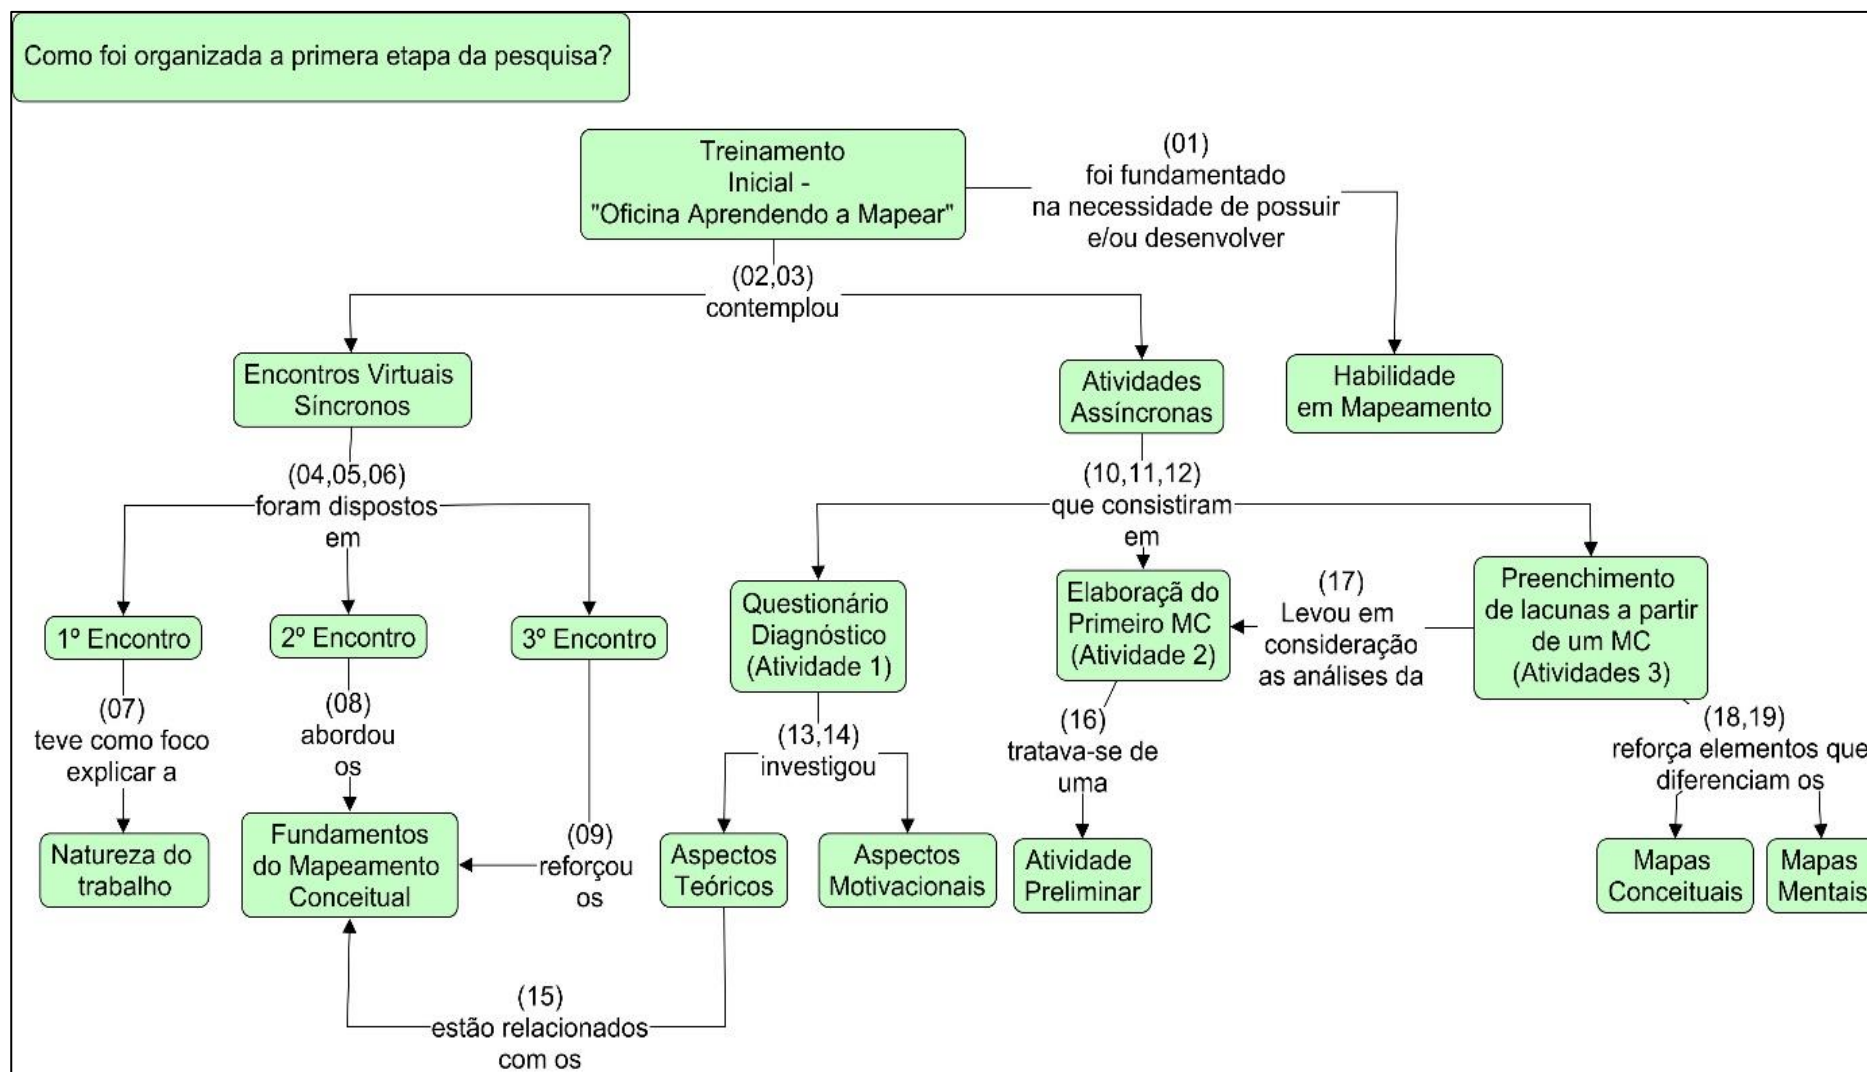 Como foi organizada a primera etapa da pesquisa?
Treinamento
Inicial -
"Oficina Aprendendo a Mapear"
(01)
foi fundamentado
na necessidade de possuir
e/ou desenvolver
(02,03)
contemplou
Encontros Virtuais
Síncronos
Atividades
Assíncronas
Habilidade
em Mapeamento
(04,05,06)
foram dispostos
em
(10,11,12)
que consistiram
em
1º Encontro
2º Encontro
3º Encontro
Questionário
Diagnóstico
(Atividade 1)
Elaboraçã do
Primeiro MC
(Atividade 2)
(17)
Levou em
consideração
as análises da
Preenchimento
de lacunas a partir
de um MC
(Atividades 3)
(07)
teve como foco
explicar a
(08)
abordou
os
(09)
reforçou
os
(13,14)
investigou
(16)
tratava-se de
uma
(18,19)
reforça elementos que
diferenciam os
Natureza do
trabalho
Fundamentos
do Mapeamento
Conceitual
Aspectos
Teóricos
Aspectos
Motivacionais
Atividade
Preliminar
Mapas
Conceituais
Mapas
Mentais
(15)
estão relacionados
com os